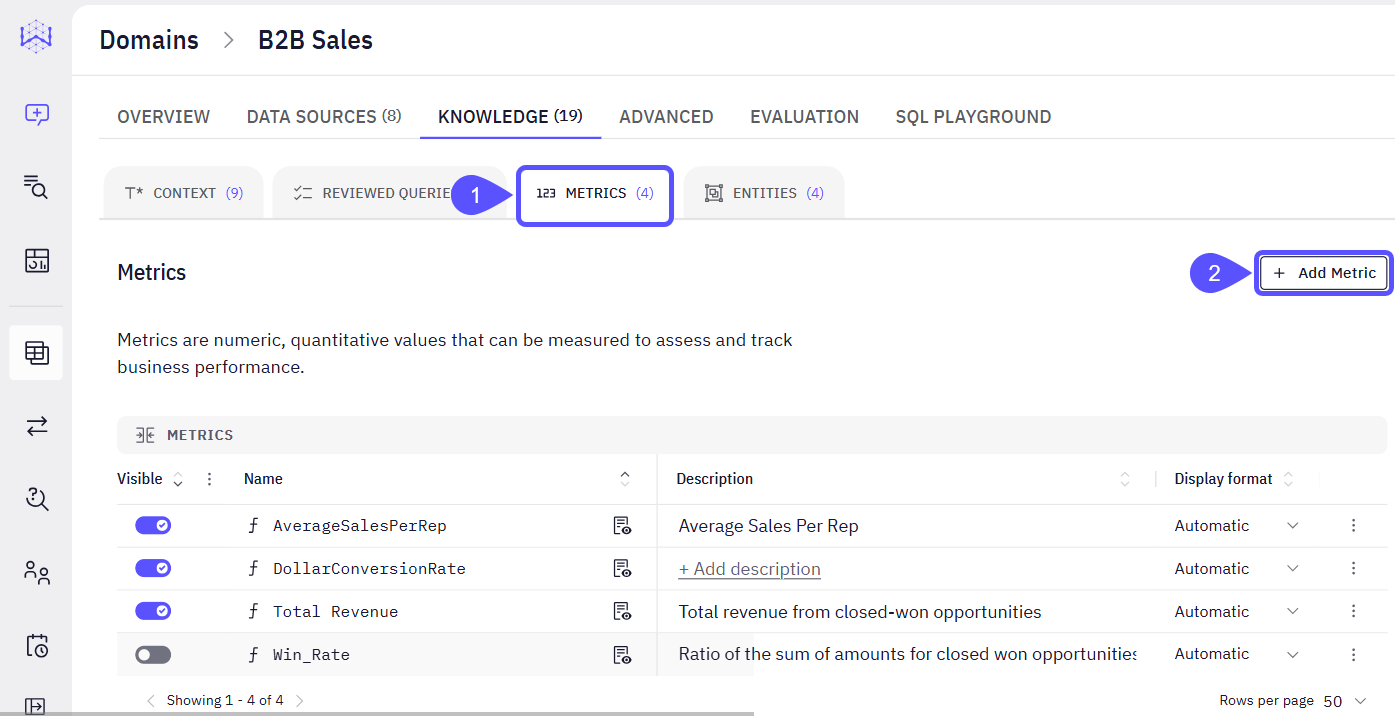 Domains > B2B Sales
OVERVIEW DATA SOURCES (8) KNOWLEDGE (19) ADVANCED EVALUATION SQL PLAYGROUND
T* CONTEXT (9) REVIEWED QUERIE 1 123 METRICS (4) ENTITIES (4)
Metrics 2 + Add Metric
Metrics are numeric, quantitative values that can be measured to assess and track
business performance.
METRICS
Visible Name Description Display format
f AverageSalesPerRep Average Sales Per Rep Automatic
f DollarConversionRate + Add description Automatic
f Total Revenue Total revenue from closed-won opportunities Automatic
f Win_Rate Ratio of the sum of amounts for closed won opportunities Automatic
< Showing 1 - 4 of 4 > Rows per page 50